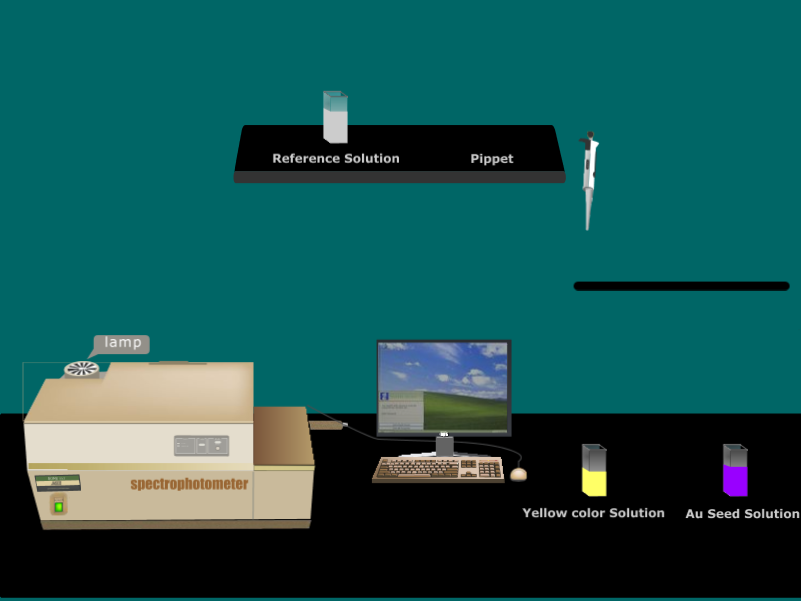 Reference Solution
Pippet
lamp
spectrophotometer
Yellow color Solution
Au Seed Solution